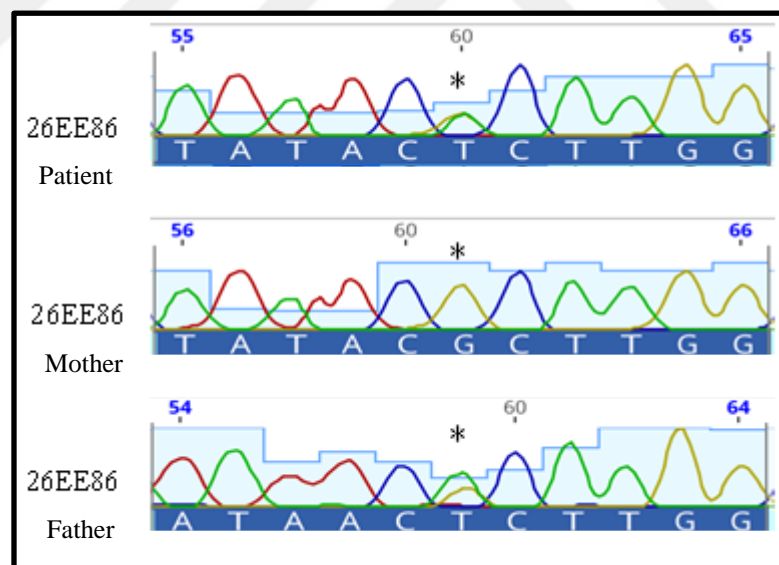 55 60 65
*
26EE86
T A T A C T C T T G G
Patient
56 60 66
*
26EE86
T A T A C G C T T G G
Mother
54 60 64
*
26EE86
A T A A C T C T T G G
Father